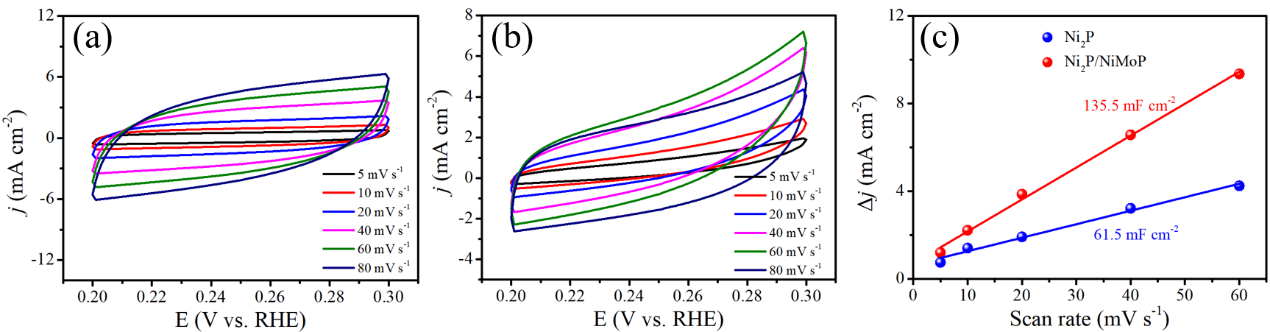 (a)
12
6
0
-6
-12
j (mA cm-2)
5 mV s-1
10 mV s-1
20 mV s-1
40 mV s-1
60 mV s-1
80 mV s-1
0.20
0.22
0.24
0.26
0.28
0.30
E (V vs. RHE)
(b)
8
6
4
2
0
-2
-4
j (mA cm-2)
5 mV s-1
10 mV s-1
20 mV s-1
40 mV s-1
60 mV s-1
80 mV s-1
0.20
0.22
0.24
0.26
0.28
0.30
E (V vs. RHE)
(c)
12
8
4
0
Δj (mA cm-2)
Ni2P
Ni2P/NiMoP
135.5 mF cm-2
61.5 mF cm-2
10
20
30
40
50
60
Scan rate (mV s-1)